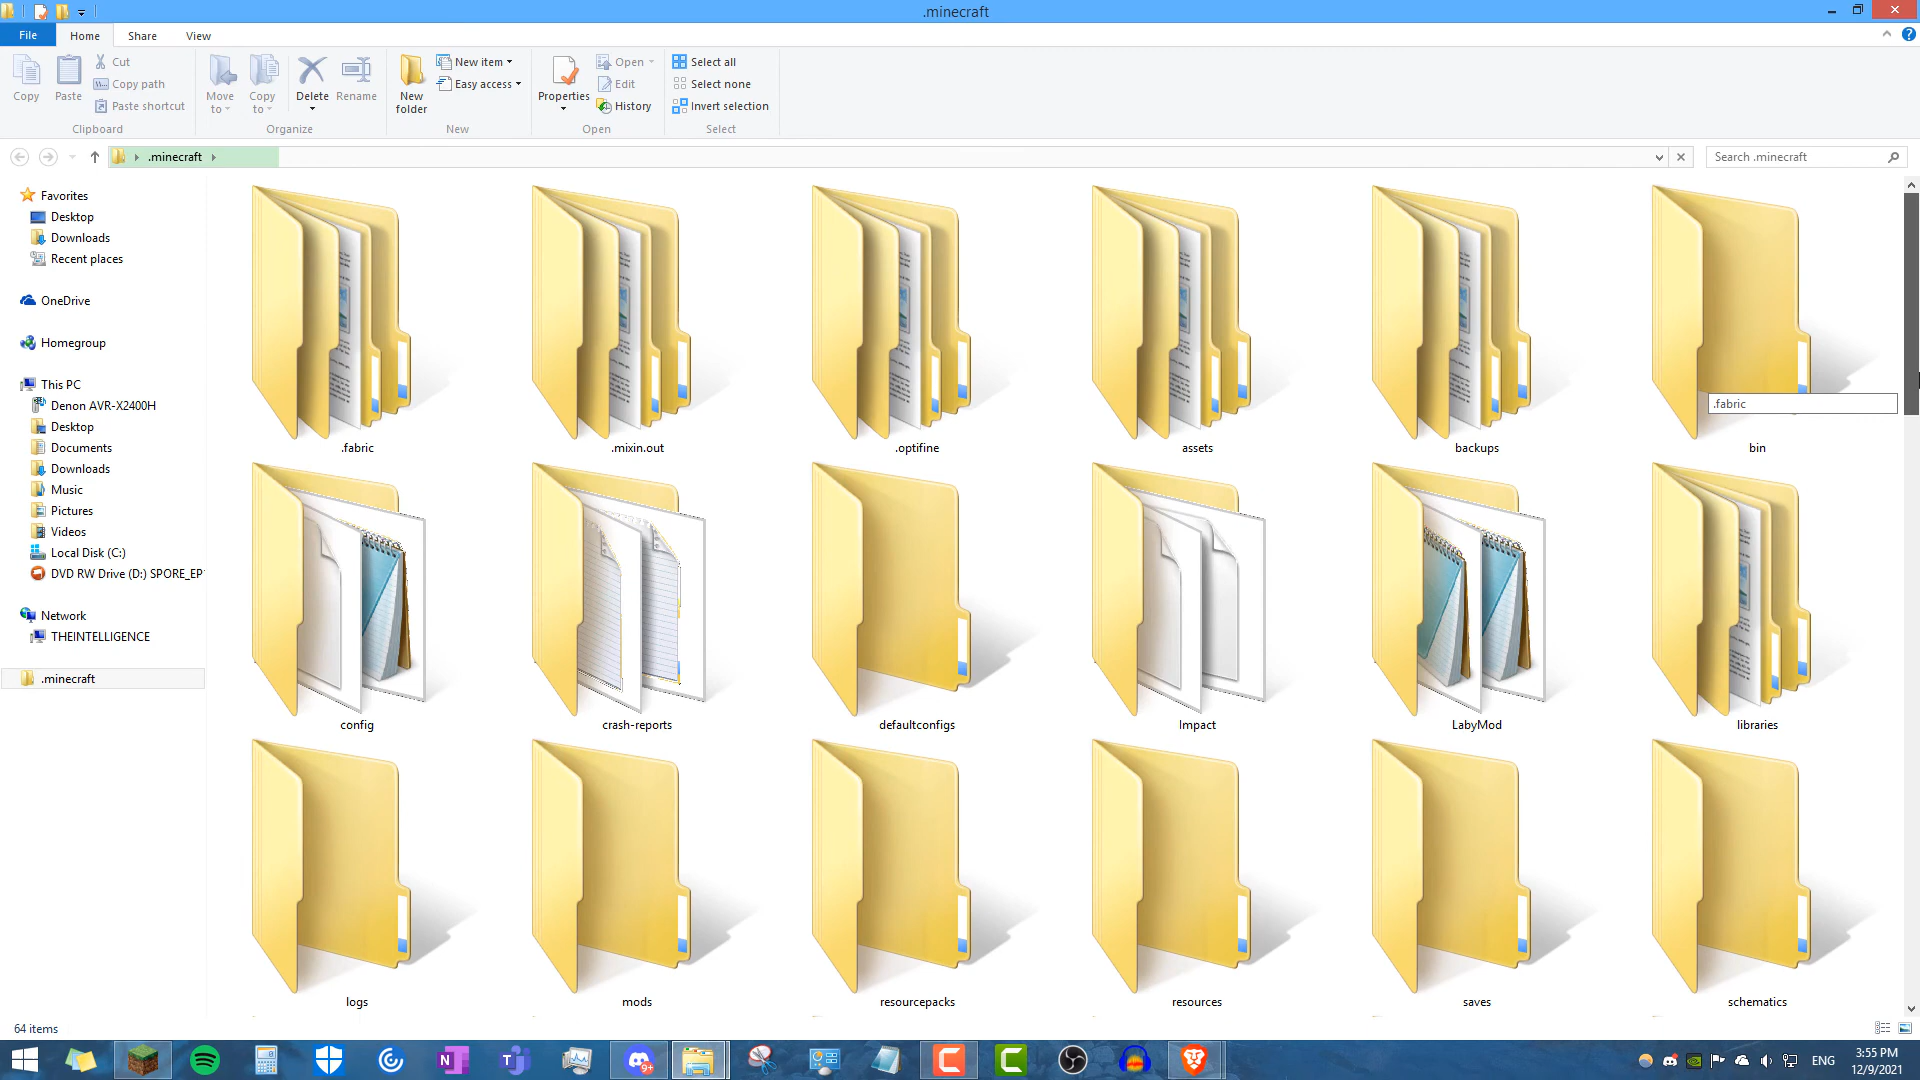 .minecraft
File
Home
Share
View
Copy
Paste
Cut
Copy path
Paste shortcut
Clipboard
Move to
Copy to
Delete
Rename
Organize
New folder
New item
Easy access
New
Properties
Open
Edit
History
Open
Select all
Select none
Invert selection
Select
.minecraft
Search .minecraft
Favorites
Desktop
Downloads
Recent places
OneDrive
Homegroup
This PC
Denon AVR-X2400H
Desktop
Documents
Downloads
Music
Pictures
Videos
Local Disk (C:)
DVD RW Drive (D:) SPORE_EP1
Network
THEINTELLIGENCE
.minecraft
.fabric
.fabric
.mixin.out
.optifine
assets
backups
bin
config
crash-reports
defaultconfigs
Impact
LabyMod
libraries
logs
mods
resourcepacks
resources
saves
schematics
64 items
N
T
9+
ENG
3:55 PM
12/9/2021